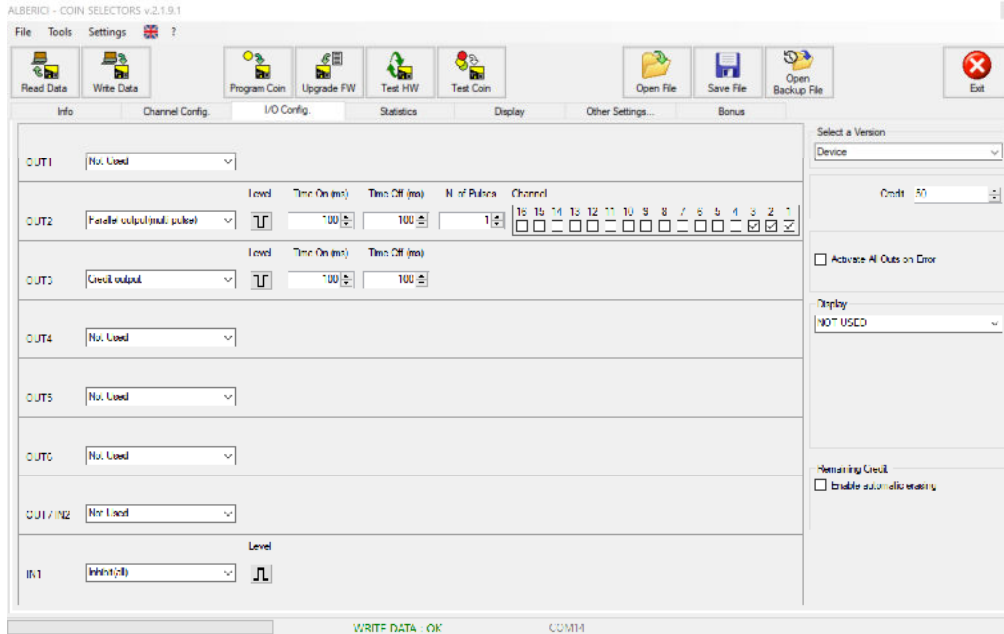 ALBERICI - COIN SELECTORS v.2.1.9.1
File Tools Settings ?
Read Data Write Data Program Coin Upgrade FW Test HW Test Coin Open File Save File Open Backup File Exit
Info Channel Config. I/O Config. Statistics Display Other Settings... Bonus
Select a Version
Device
OUT1 Not Used
Credit 50
Level Time On (ms) Time Off (ms) N. of Pulses Channel
16 15 14 13 12 11 10 9 8 7 6 5 4 3 2 1
OUT2 Parallel output(multi pulse) 100 100 1
Level Time On (ms) Time Off (ms)
Activate All Outs on Error
OUT3 Credit output 100 100
Display
NOT USED
OUT4 Not Used
OUT5 Not Used
OUT6 Not Used
Remaining Credit
Enable automatic erasing
OUT7/IN2 Not Used
Level
IN1 Inhibit(all)
WRITE DATA : OK COM14